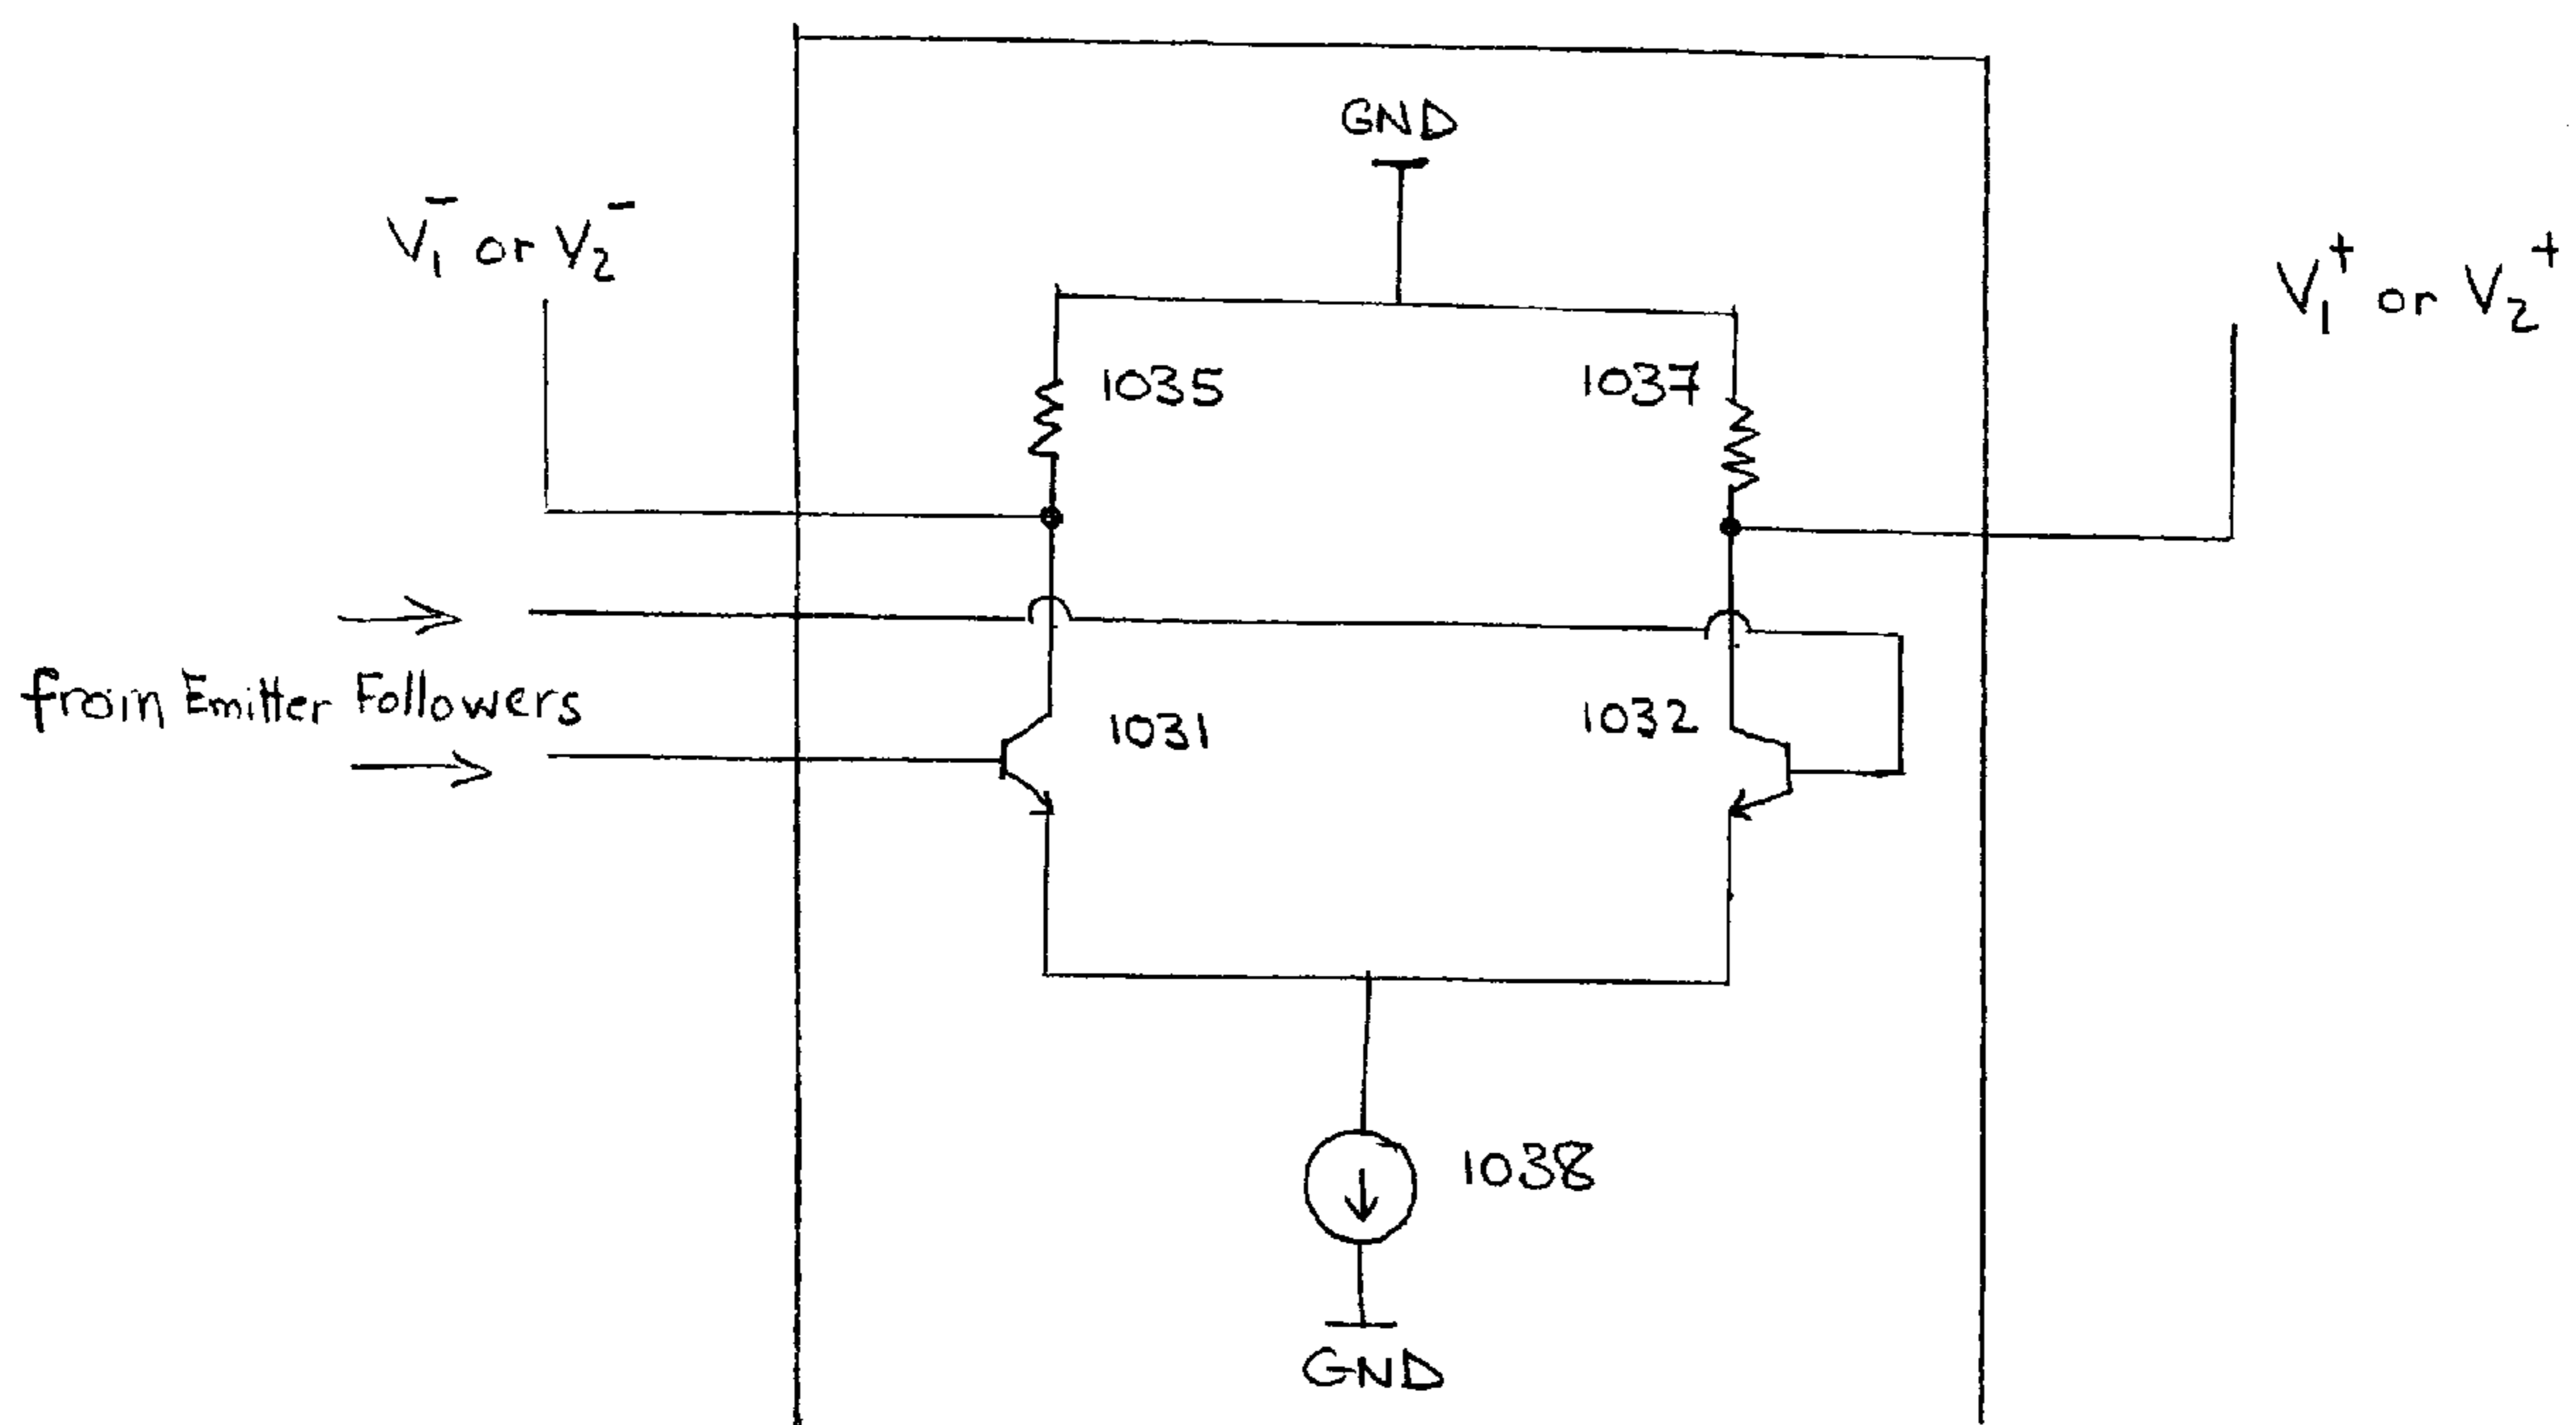 GND
V₁⁻ or V₂⁻
V₁⁺ or V₂⁺
1035
1037
from Emitter Followers
1031
1032
1038
GND